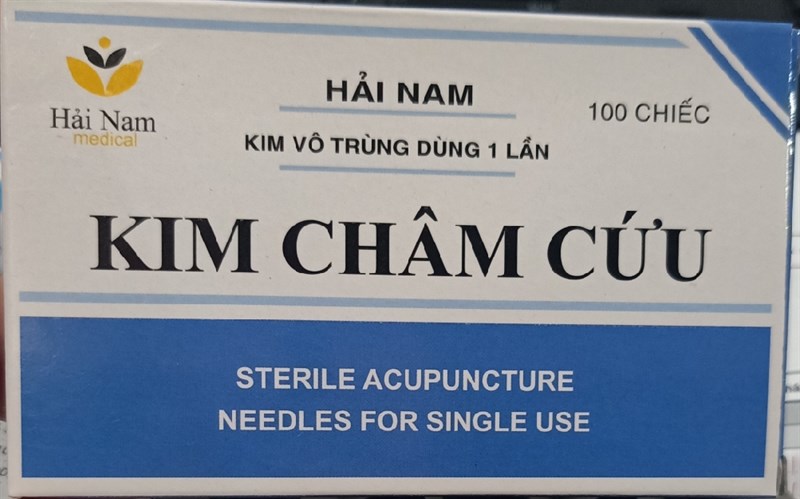 Hải Nam
medical
HẢI NAM
100 CHIẾC
KIM VÔ TRÙNG DÙNG 1 LẦN
KIM CHÂM CỨU
STERILE ACUPUNCTURE
NEEDLES FOR SINGLE USE